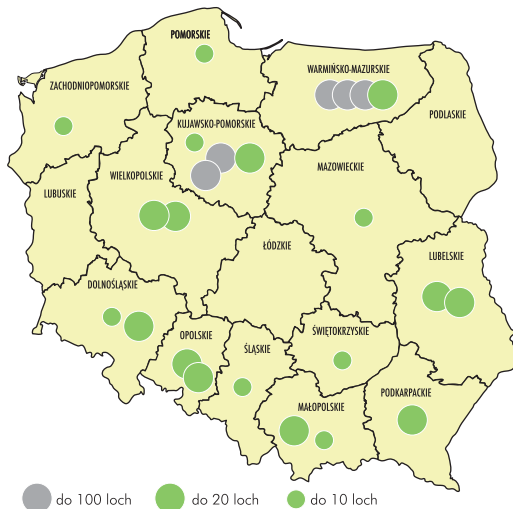 POMORSKIE
WARMIŃSKO-MAZURSKIE
ZACHODNIOPOMORSKIE
PODLASKIE
KUJAWSKO-POMORSKIE
MAZOWIECKIE
WIELKOPOLSKIE
LUBUSKIE
ŁÓDZKIE
LUBELSKIE
DOLNOŚLĄSKIE
OPOLSKIE
ŚLĄSKIE
ŚWIĘTOKRZYSKIE
PODKARPACKIE
MAŁOPOLSKIE
do 100 loch
do 20 loch
do 10 loch